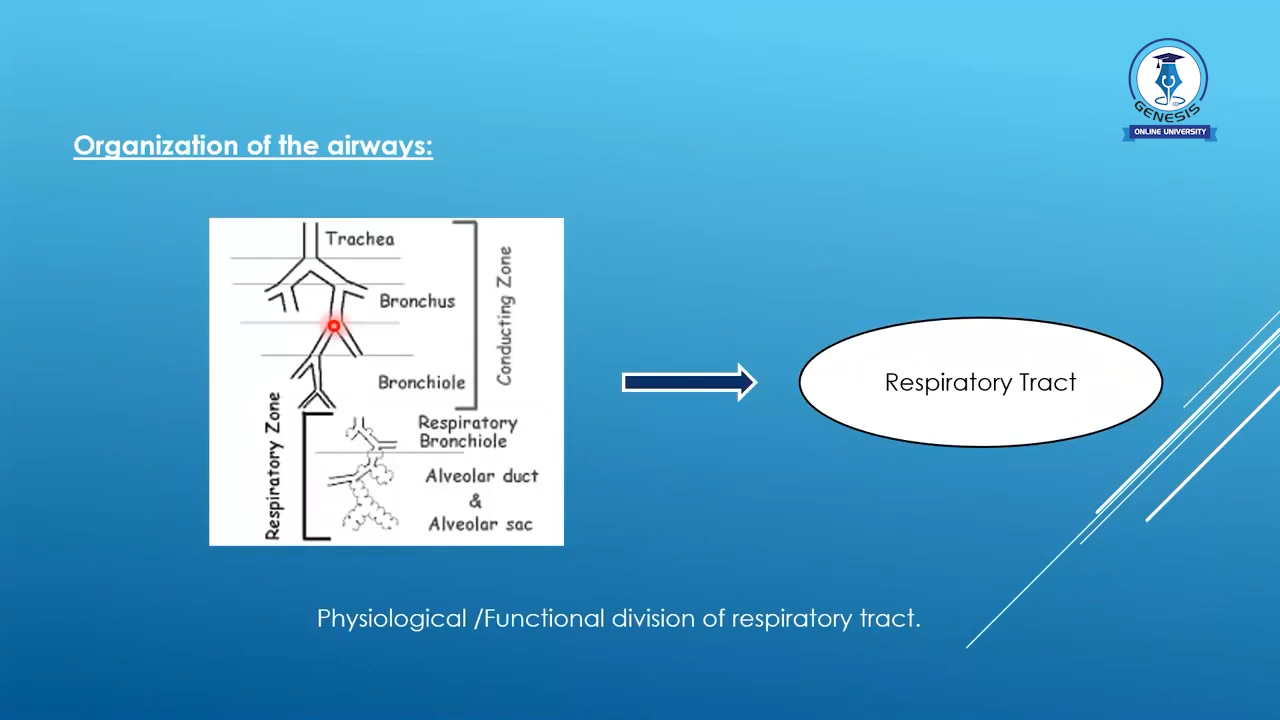 GENESIS
ONLINE UNIVERSITY
Organization of the airways:
Trachea
Bronchus
Conducting Zone
Bronchiole
Respiratory Zone
Respiratory
Bronchiole
Alveolar duct
&
Alveolar sac
Respiratory Tract
Physiological /Functional division of respiratory tract.